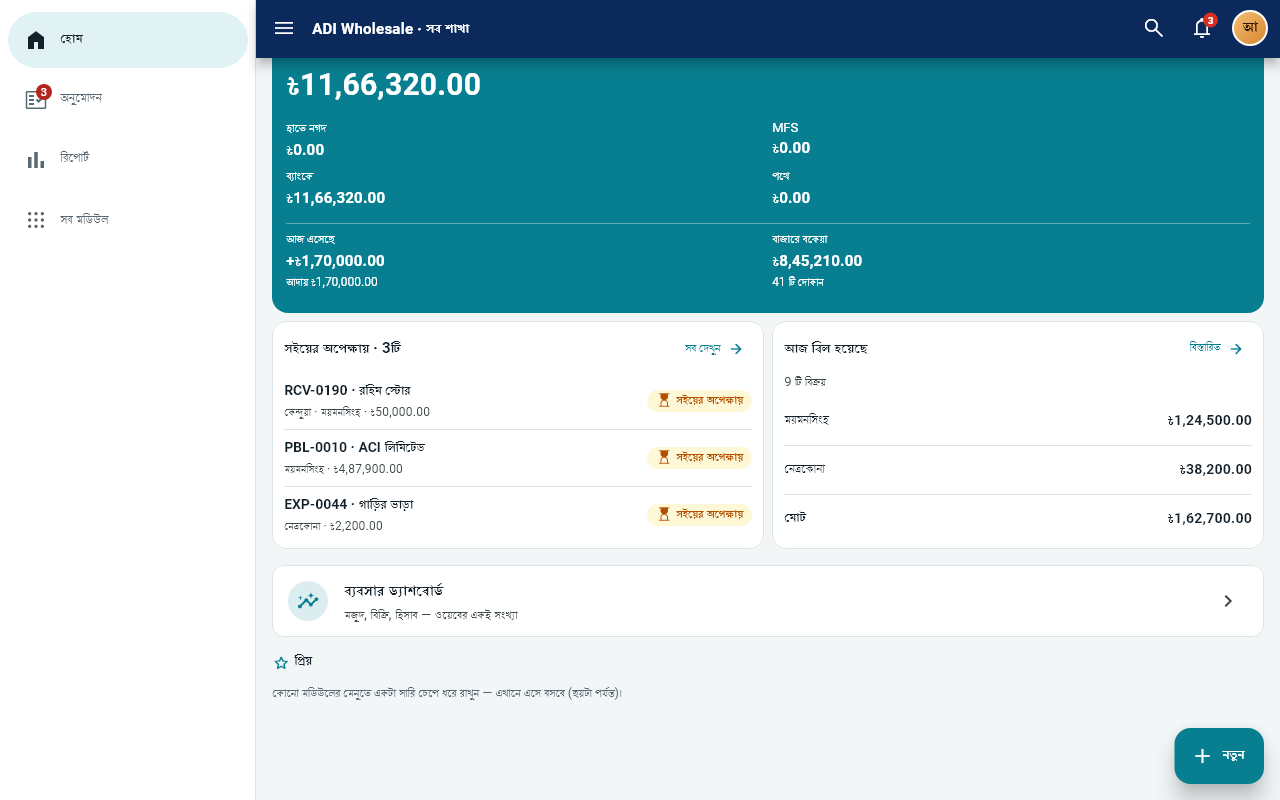 ADI Wholesale · সব শাখা
3
আ
হোম
3
অনুমোদন
রিপোর্ট
সব মডিউল
৳11,66,320.00
হাতে নগদ
৳0.00
MFS
৳0.00
ব্যাংকে
৳11,66,320.00
পথে
৳0.00
আজ এসেছে
+৳1,70,000.00
আদায় ৳1,70,000.00
বাজারে বকেয়া
৳8,45,210.00
41 টি দোকান
সইয়ের অপেক্ষায় · 3টি
সব দেখুন
RCV-0190 · রহিম স্টোর
কেন্দুয়া · ময়মনসিংহ · ৳50,000.00
সইয়ের অপেক্ষায়
PBL-0010 · ACI লিমিটেড
ময়মনসিংহ · ৳4,87,900.00
সইয়ের অপেক্ষায়
EXP-0044 · গাড়ির ভাড়া
নেত্রকোনা · ৳2,200.00
সইয়ের অপেক্ষায়
আজ বিল হয়েছে
বিস্তারিত
9 টি বিক্রয়
ময়মনসিংহ
৳1,24,500.00
নেত্রকোনা
৳38,200.00
মোট
৳1,62,700.00
ব্যবসার ড্যাশবোর্ড
মজুদ, বিক্রি, হিসাব — ওয়েবের একই সংখ্যা
প্রিয়
কোনো মডিউলের মেনুতে একটা সারি চেপে ধরে রাখুন — এখানে এসে বসবে (ছয়টা পর্যন্ত)।
নতুন